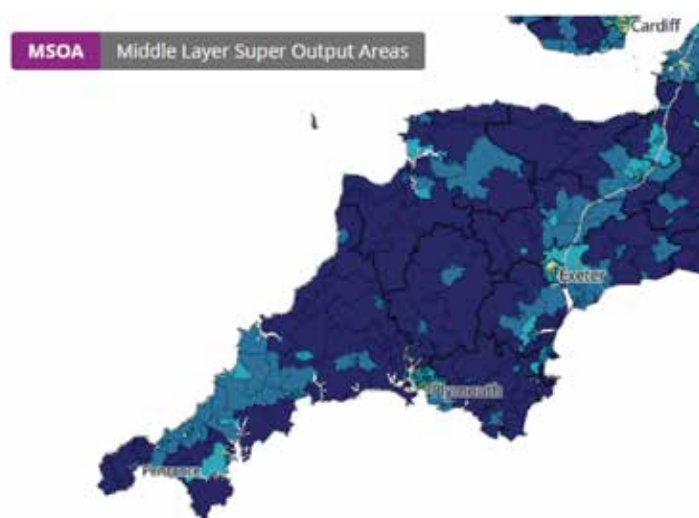 MSOA Middle Layer Super Output Areas
Cardiff
Exeter
Plymouth
Penzance